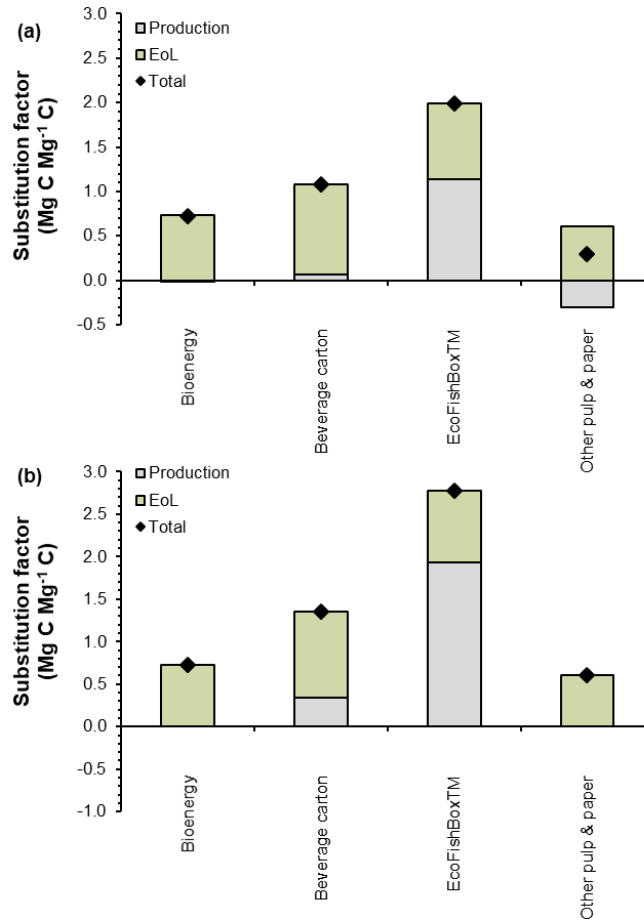 (a)
Substitution factor
(Mg C Mg⁻¹ C)
3.0
2.5
2.0
1.5
1.0
0.5
0.0
-0.5
Production
EoL
Total
Bioenergy
Beverage carton
EcoFishBoxTM
Other pulp & paper
(b)
Substitution factor
(Mg C Mg⁻¹ C)
3.0
2.5
2.0
1.5
1.0
0.5
0.0
-0.5
-1.0
Production
EoL
Total
Bioenergy
Beverage carton
EcoFishBoxTM
Other pulp & paper